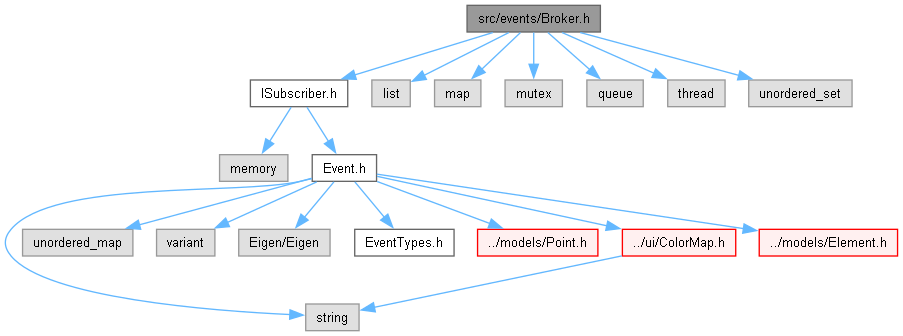 src/events/Broker.h
ISubscriber.h
list
map
mutex
queue
thread
unordered_set
memory
Event.h
unordered_map
variant
Eigen/Eigen
EventTypes.h
../models/Point.h
../ui/ColorMap.h
../models/Element.h
string